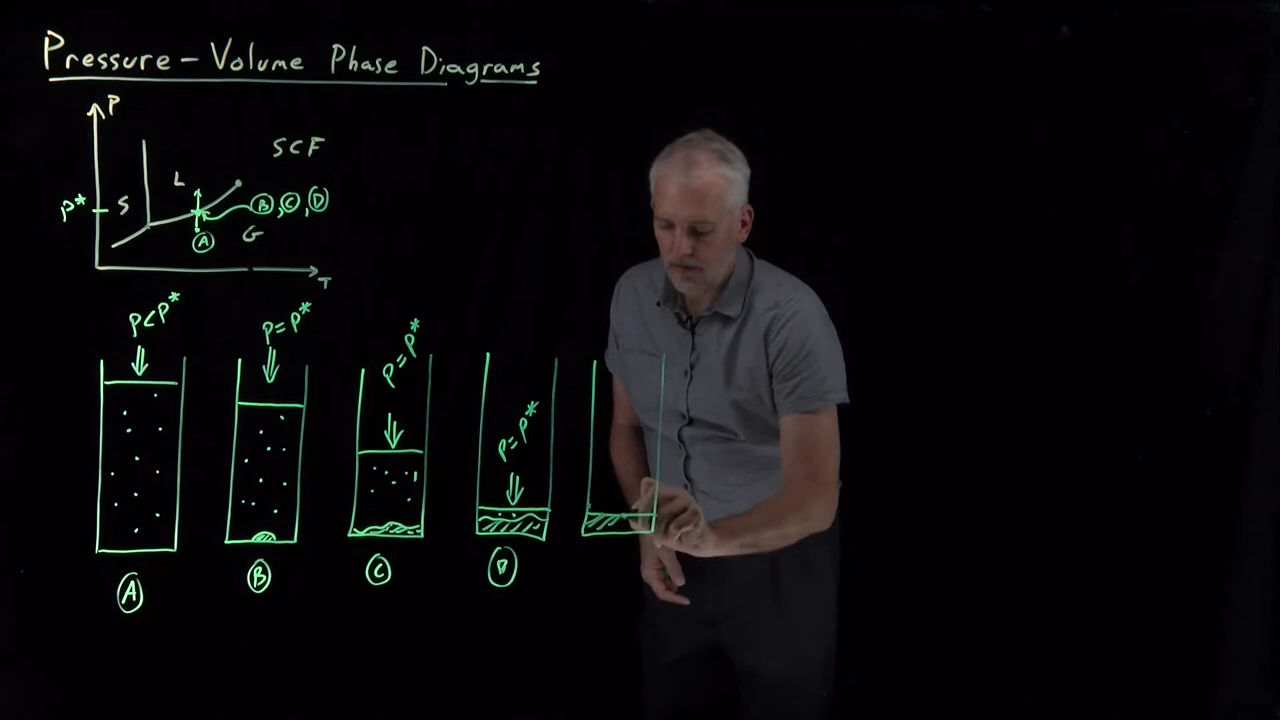 Pressure - Volume Phase Diagrams
P
SCF
L
P* S B, C, D
A G
T
P<P* P=P* P=P* P=P*
A B C D